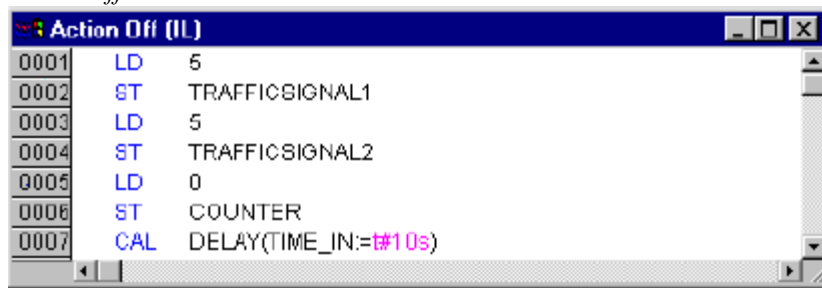 Action Off (IL)
0001 LD 5
0002 ST TRAFFICSIGNAL1
0003 LD 5
0004 ST TRAFFICSIGNAL2
0005 LD 0
0006 ST COUNTER
0007 CAL DELAY(TIME_IN:=t#10s)